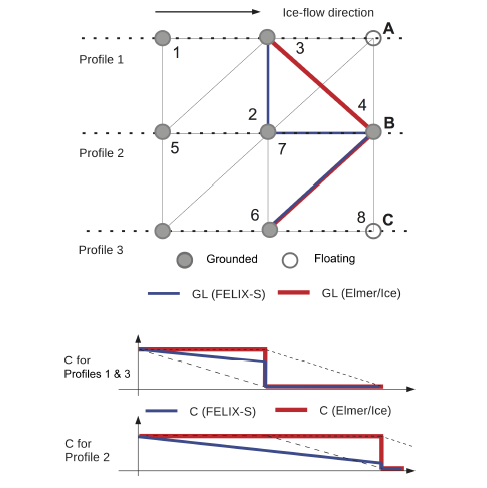 Ice-flow direction
A
1
3
Profile 1
4
2
B
5
7
Profile 2
6
8
C
Profile 3
Grounded
Floating
GL (FELIX-S)
GL (Elmer/Ice)
C for
Profiles 1 & 3
C (FELIX-S)
C (Elmer/Ice)
C for
Profile 2